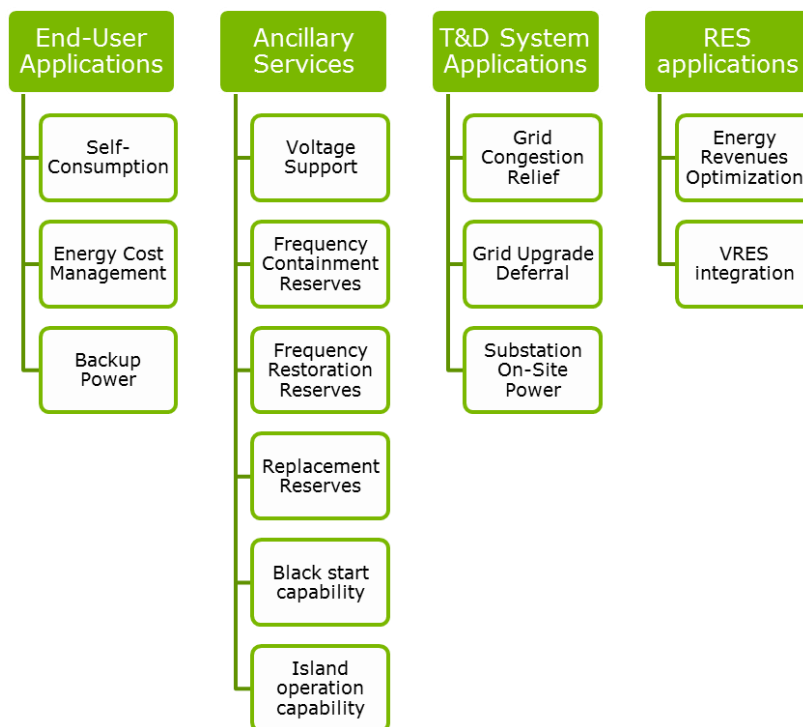 End-User
Applications
Self-
Consumption
Energy Cost
Management
Backup
Power
Ancillary
Services
Voltage
Support
Frequency
Containment
Reserves
Frequency
Restoration
Reserves
Replacement
Reserves
Black start
capability
Island
operation
capability
T&D System
Applications
Grid
Congestion
Relief
Grid Upgrade
Deferral
Substation
On-Site
Power
RES
applications
Energy
Revenues
Optimization
VRES
integration